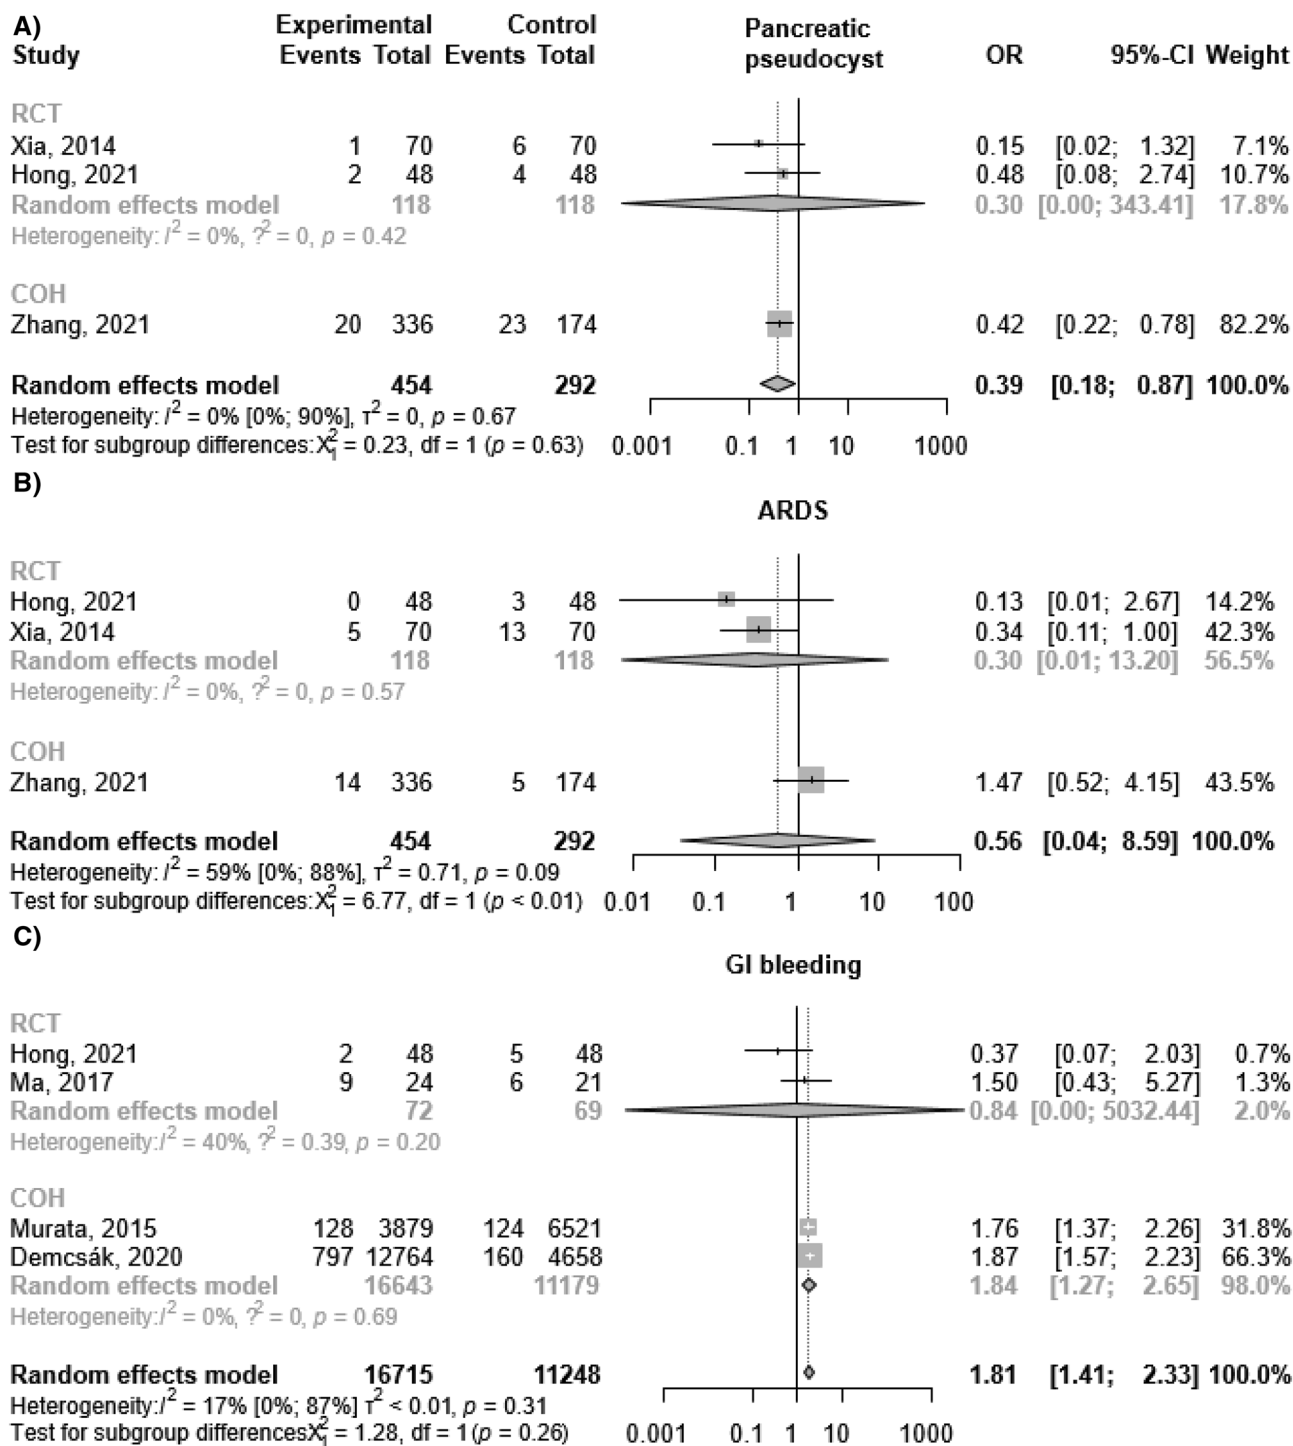 A)
Experimental Control Pancreatic
Study Events Total Events Total pseudocyst OR 95%-CI Weight
RCT
Xia, 2014 1 70 6 70 0.15 [0.02; 1.32] 7.1%
Hong, 2021 2 48 4 48 0.48 [0.08; 2.74] 10.7%
Random effects model 118 118 0.30 [0.00; 343.41] 17.8%
Heterogeneity: I² = 0%, ?² = 0, p = 0.42
COH
Zhang, 2021 20 336 23 174 0.42 [0.22; 0.78] 82.2%
Random effects model 454 292 0.39 [0.18; 0.87] 100.0%
Heterogeneity: I² = 0% [0%; 90%], τ² = 0, p = 0.67
Test for subgroup differences: X²₁ = 0.23, df = 1 (p = 0.63) 0.001 0.1 1 10 1000
B)
ARDS
RCT
Hong, 2021 0 48 3 48 0.13 [0.01; 2.67] 14.2%
Xia, 2014 5 70 13 70 0.34 [0.11; 1.00] 42.3%
Random effects model 118 118 0.30 [0.01; 13.20] 56.5%
Heterogeneity: I² = 0%, ?² = 0, p = 0.57
COH
Zhang, 2021 14 336 5 174 1.47 [0.52; 4.15] 43.5%
Random effects model 454 292 0.56 [0.04; 8.59] 100.0%
Heterogeneity: I² = 59% [0%; 88%], τ² = 0.71, p = 0.09
Test for subgroup differences: X²₁ = 6.77, df = 1 (p < 0.01) 0.01 0.1 1 10 100
C)
GI bleeding
RCT
Hong, 2021 2 48 5 48 0.37 [0.07; 2.03] 0.7%
Ma, 2017 9 24 6 21 1.50 [0.43; 5.27] 1.3%
Random effects model 72 69 0.84 [0.00; 5032.44] 2.0%
Heterogeneity: I² = 40%, ?² = 0.39, p = 0.20
COH
Murata, 2015 128 3879 124 6521 1.76 [1.37; 2.26] 31.8%
Demcsák, 2020 797 12764 160 4658 1.87 [1.57; 2.23] 66.3%
Random effects model 16643 11179 1.84 [1.27; 2.65] 98.0%
Heterogeneity: I² = 0%, ?² = 0, p = 0.69
Random effects model 16715 11248 1.81 [1.41; 2.33] 100.0%
Heterogeneity: I² = 17% [0%; 87%] τ² < 0.01, p = 0.31
Test for subgroup differences X²₁ = 1.28, df = 1 (p = 0.26) 0.001 0.1 1 10 1000